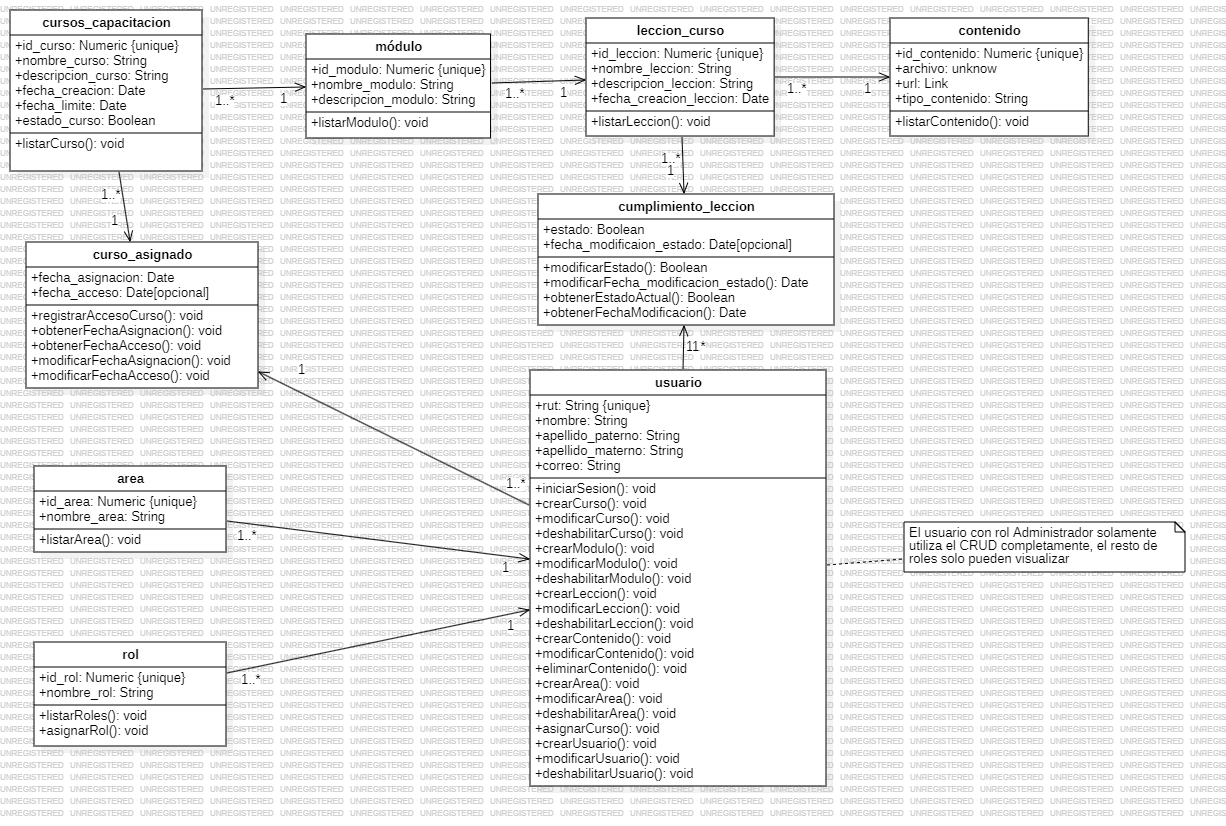 cursos_capacitacion
+id_curso: Numeric {unique}
+nombre_curso: String
+descripcion_curso: String
+fecha_creacion: Date
+fecha_limite: Date
+estado_curso: Boolean
+listarCurso(): void
1..*
1
módulo
+id_modulo: Numeric {unique}
+nombre_modulo: String
+descripcion_modulo: String
+listarModulo(): void
1..*
1
leccion_curso
+id_leccion: Numeric {unique}
+nombre_leccion: String
+descripcion_leccion: String
+fecha_creacion_leccion: Date
+listarLeccion(): void
1..*
1
contenido
+id_contenido: Numeric {unique}
+archivo: unknow
+url: Link
+tipo_contenido: String
+listarContenido(): void
1..*
1
1..*
1
cumplimiento_leccion
+estado: Boolean
+fecha_modificaion_estado: Date[opcional]
+modificarEstado(): Boolean
+modificarFecha_modificacion_estado(): Date
+obtenerEstadoActual(): Boolean
+obtenerFechaModificacion(): Date
11*
curso_asignado
+fecha_asignacion: Date
+fecha_acceso: Date[opcional]
+registrarAccesoCurso(): void
+obtenerFechaAsignacion(): void
+obtenerFechaAcceso(): void
+modificarFechaAsignacion(): void
+modificarFechaAcceso(): void
1
1..*
usuario
+rut: String {unique}
+nombre: String
+apellido_paterno: String
+apellido_materno: String
+correo: String
+iniciarSesion(): void
+crearCurso(): void
+modificarCurso(): void
+deshabilitarCurso(): void
+crearModulo(): void
+modificarModulo(): void
+deshabilitarModulo(): void
+crearLeccion(): void
+modificarLeccion(): void
+deshabilitarLeccion(): void
+crearContenido(): void
+modificarContenido(): void
+eliminarContenido(): void
+crearArea(): void
+modificarArea(): void
+deshabilitarArea(): void
+asignarCurso(): void
+crearUsuario(): void
+modificarUsuario(): void
+deshabilitarUsuario(): void
area
+id_area: Numeric {unique}
+nombre_area: String
+listarArea(): void
1..*
1
rol
+id_rol: Numeric {unique}
+nombre_rol: String
+listarRoles(): void
+asignarRol(): void
1..*
1
El usuario con rol Administrador solamente
utiliza el CRUD completamente, el resto de
roles solo pueden visualizar
UNREGISTERED